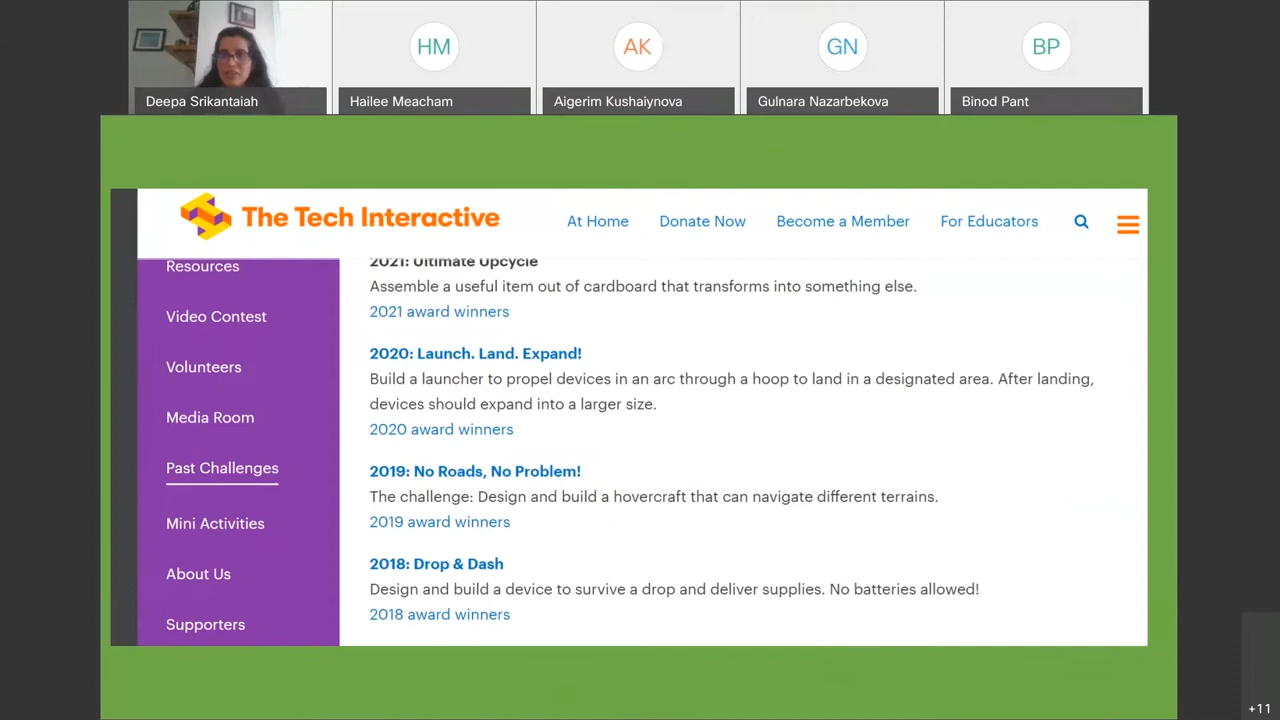 HM
AK
GN
BP
Deepa Srikantaiah
Hailee Meacham
Aigerim Kushaiynova
Gulnara Nazarbekova
Binod Pant
The Tech Interactive
At Home
Donate Now
Become a Member
For Educators
Resources
Video Contest
Volunteers
Media Room
Past Challenges
Mini Activities
About Us
Supporters
2021: Ultimate Upcycle
Assemble a useful item out of cardboard that transforms into something else.
2021 award winners
2020: Launch. Land. Expand!
Build a launcher to propel devices in an arc through a hoop to land in a designated area. After landing,
devices should expand into a larger size.
2020 award winners
2019: No Roads, No Problem!
The challenge: Design and build a hovercraft that can navigate different terrains.
2019 award winners
2018: Drop & Dash
Design and build a device to survive a drop and deliver supplies. No batteries allowed!
2018 award winners
+11